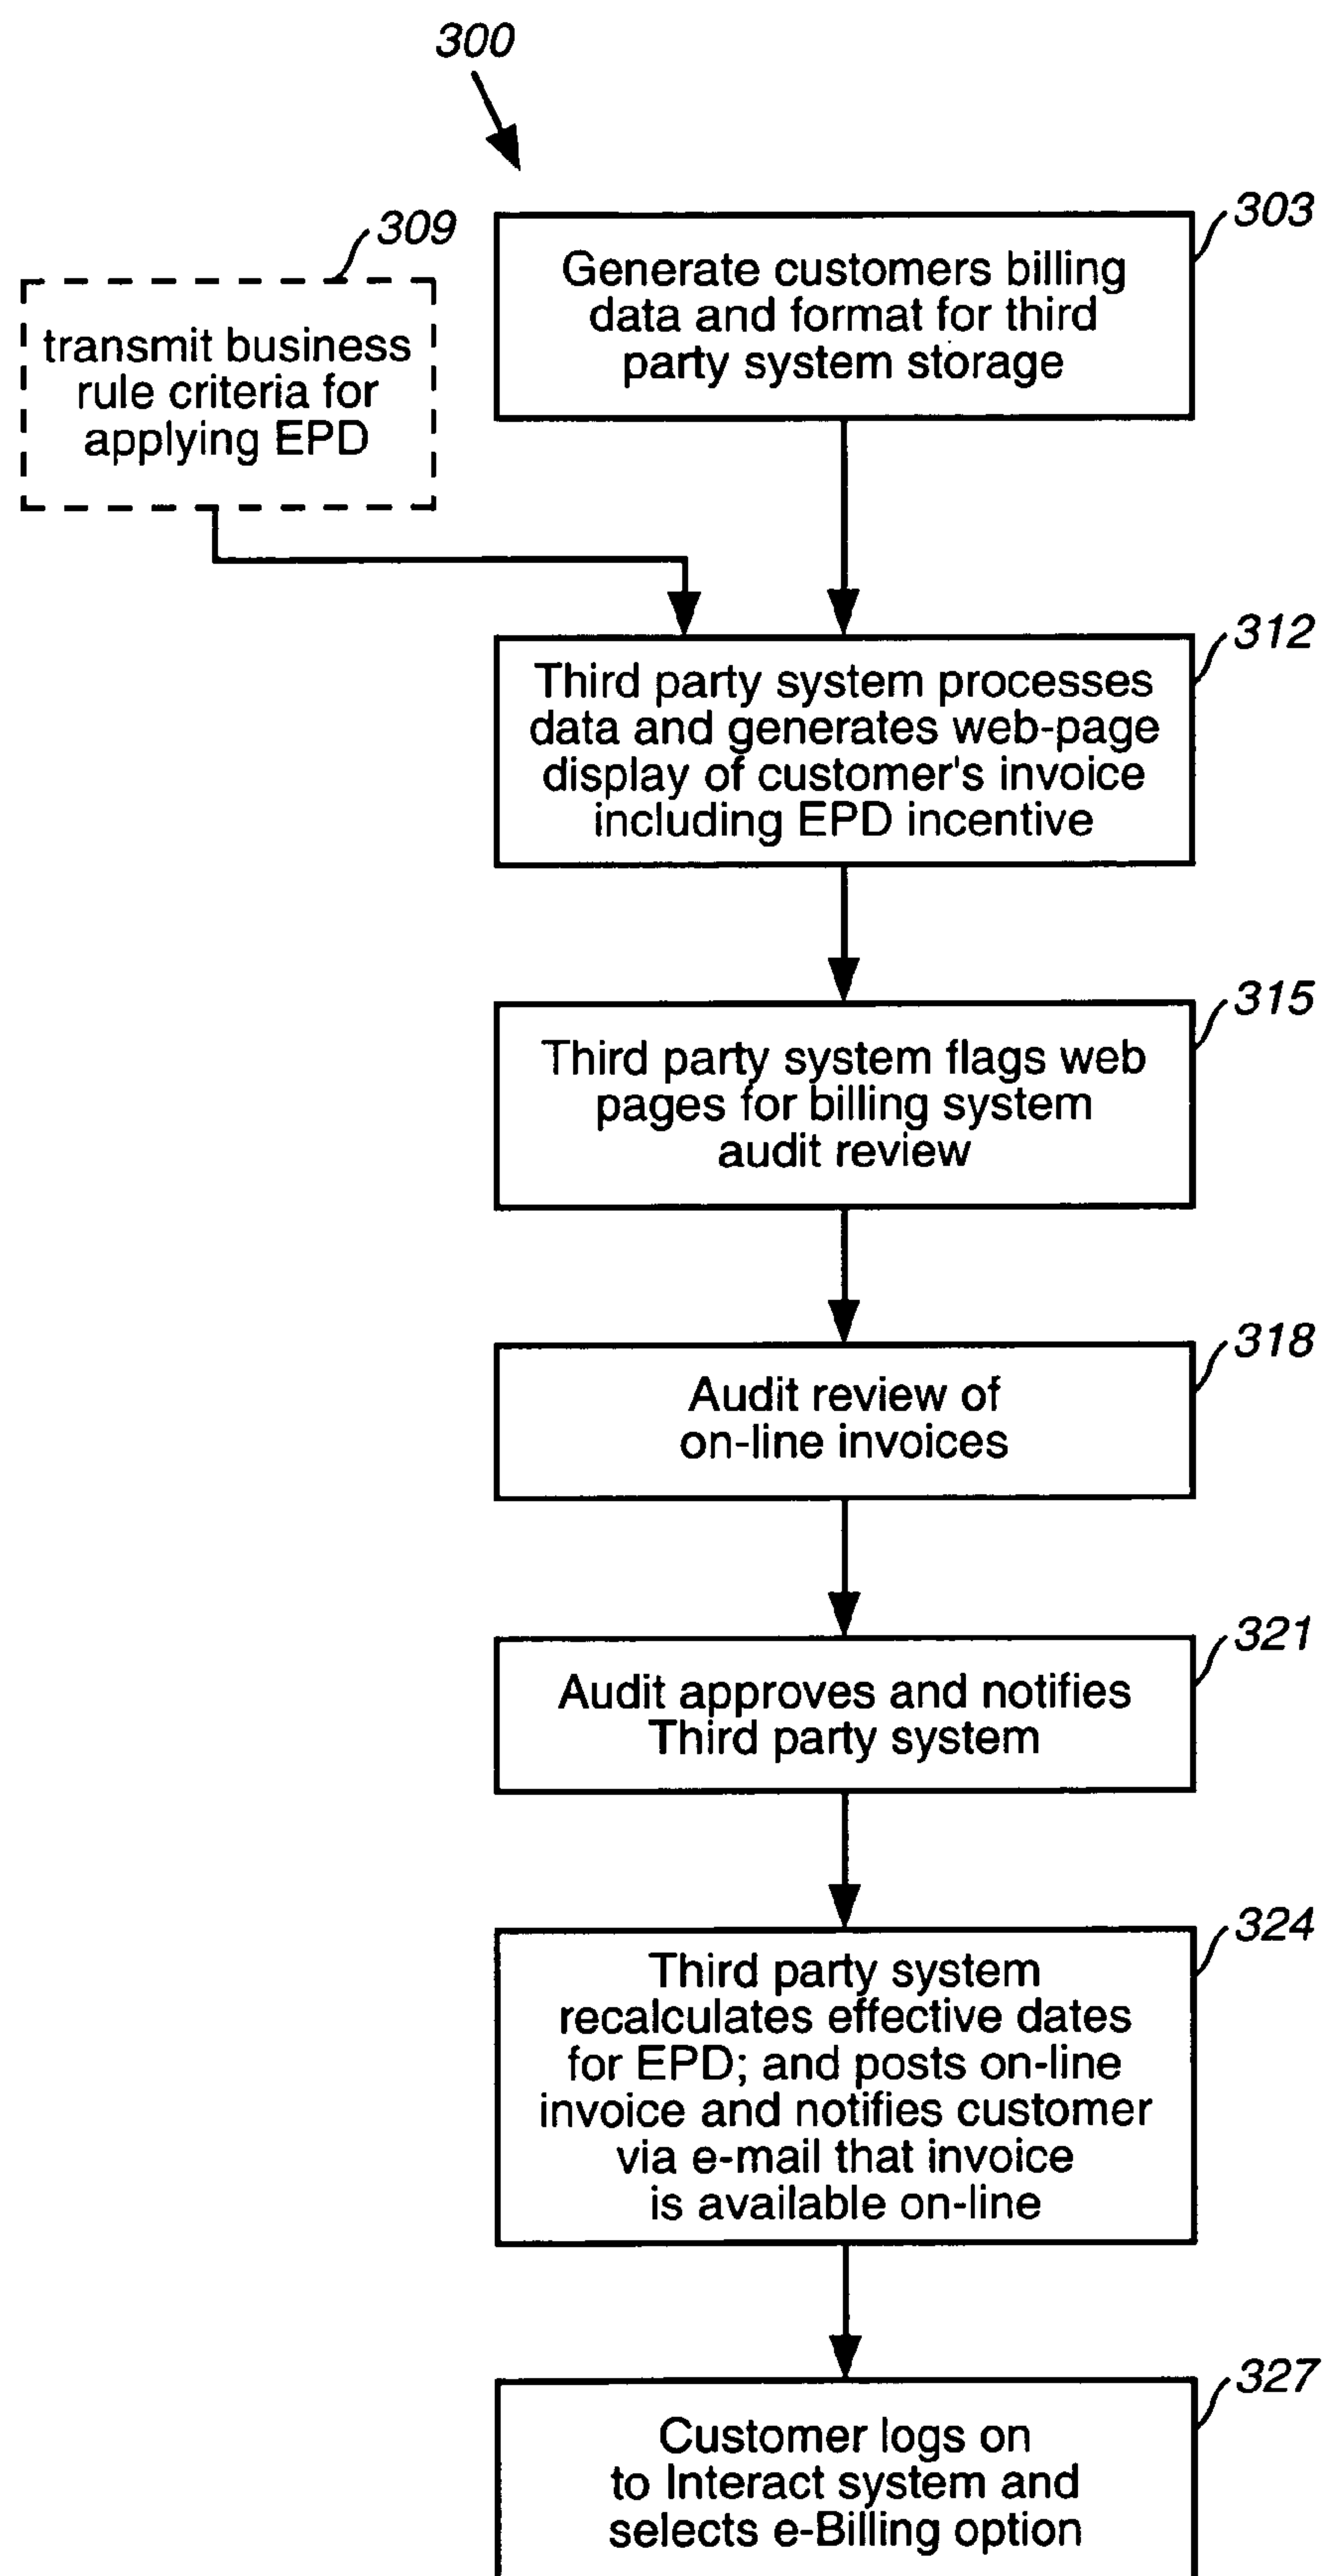 300
303
Generate customers billing
data and format for third
party system storage
309
transmit business
rule criteria for
applying EPD
312
Third party system processes
data and generates web-page
display of customer's invoice
including EPD incentive
315
Third party system flags web
pages for billing system
audit review
318
Audit review of
on-line invoices
321
Audit approves and notifies
Third party system
324
Third party system
recalculates effective dates
for EPD; and posts on-line
invoice and notifies customer
via e-mail that invoice
is available on-line
327
Customer logs on
to Interact system and
selects e-Billing option